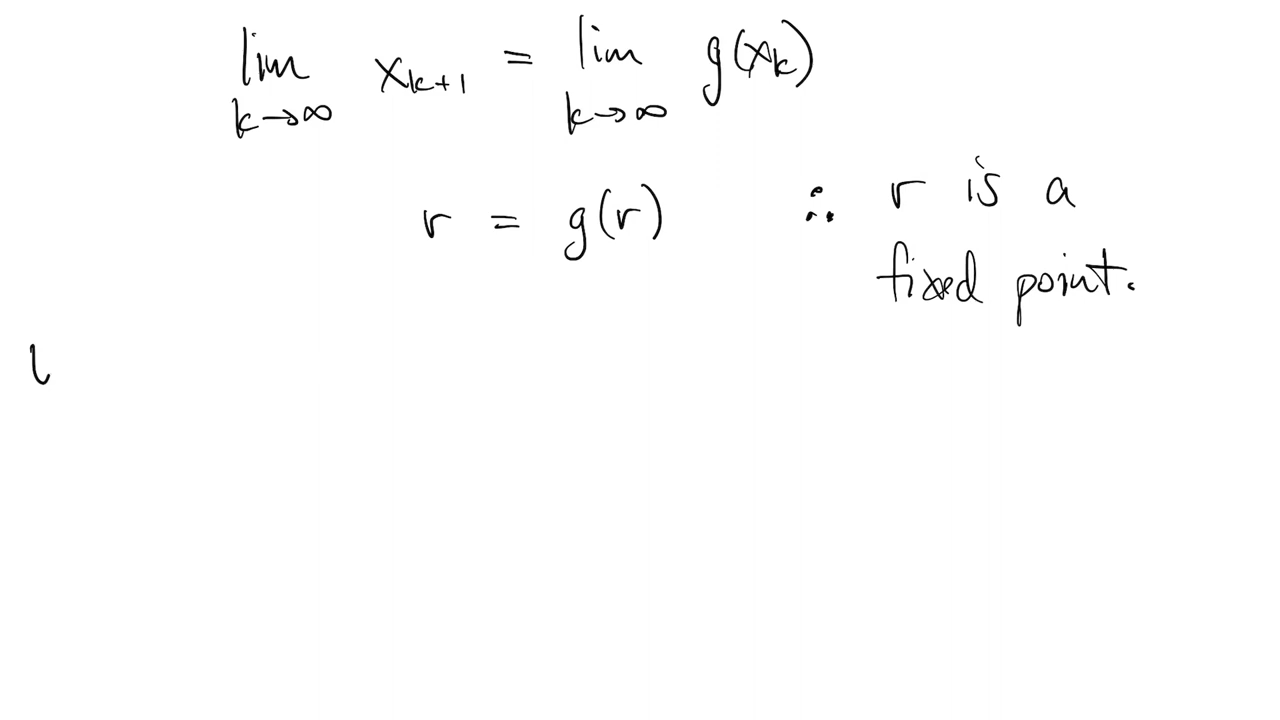 lim x_{k+1} = lim g(x_k)
k→∞ k→∞
r = g(r) ∴ r is a
fixed point.